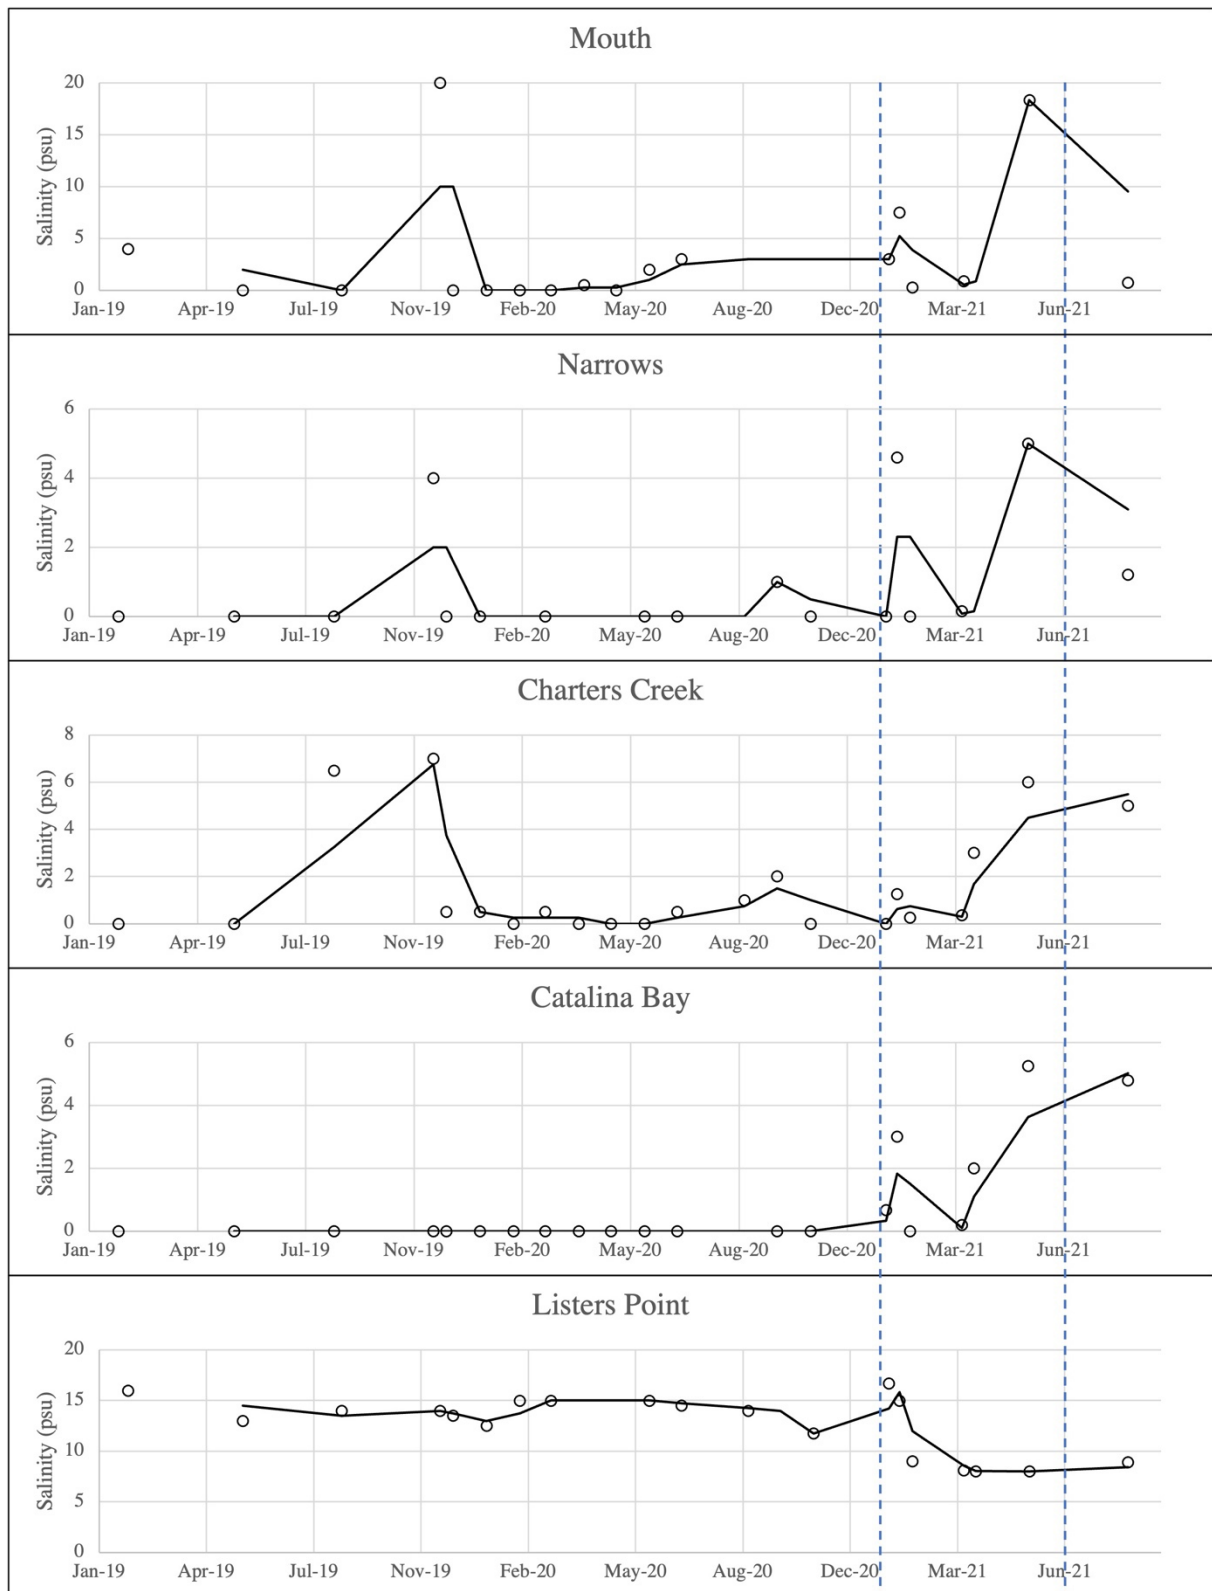 Mouth
20
15
10
5
0
Salinity (psu)
Jan-19 Apr-19 Jul-19 Nov-19 Feb-20 May-20 Aug-20 Dec-20 Mar-21 Jun-21
Narrows
6
4
2
0
Salinity (psu)
Jan-19 Apr-19 Jul-19 Nov-19 Feb-20 May-20 Aug-20 Dec-20 Mar-21 Jun-21
Charters Creek
8
6
4
2
0
Salinity (psu)
Jan-19 Apr-19 Jul-19 Nov-19 Feb-20 May-20 Aug-20 Dec-20 Mar-21 Jun-21
Catalina Bay
6
4
2
0
Salinity (psu)
Jan-19 Apr-19 Jul-19 Nov-19 Feb-20 May-20 Aug-20 Dec-20 Mar-21 Jun-21
Listers Point
20
15
10
5
0
Salinity (psu)
Jan-19 Apr-19 Jul-19 Nov-19 Feb-20 May-20 Aug-20 Dec-20 Mar-21 Jun-21